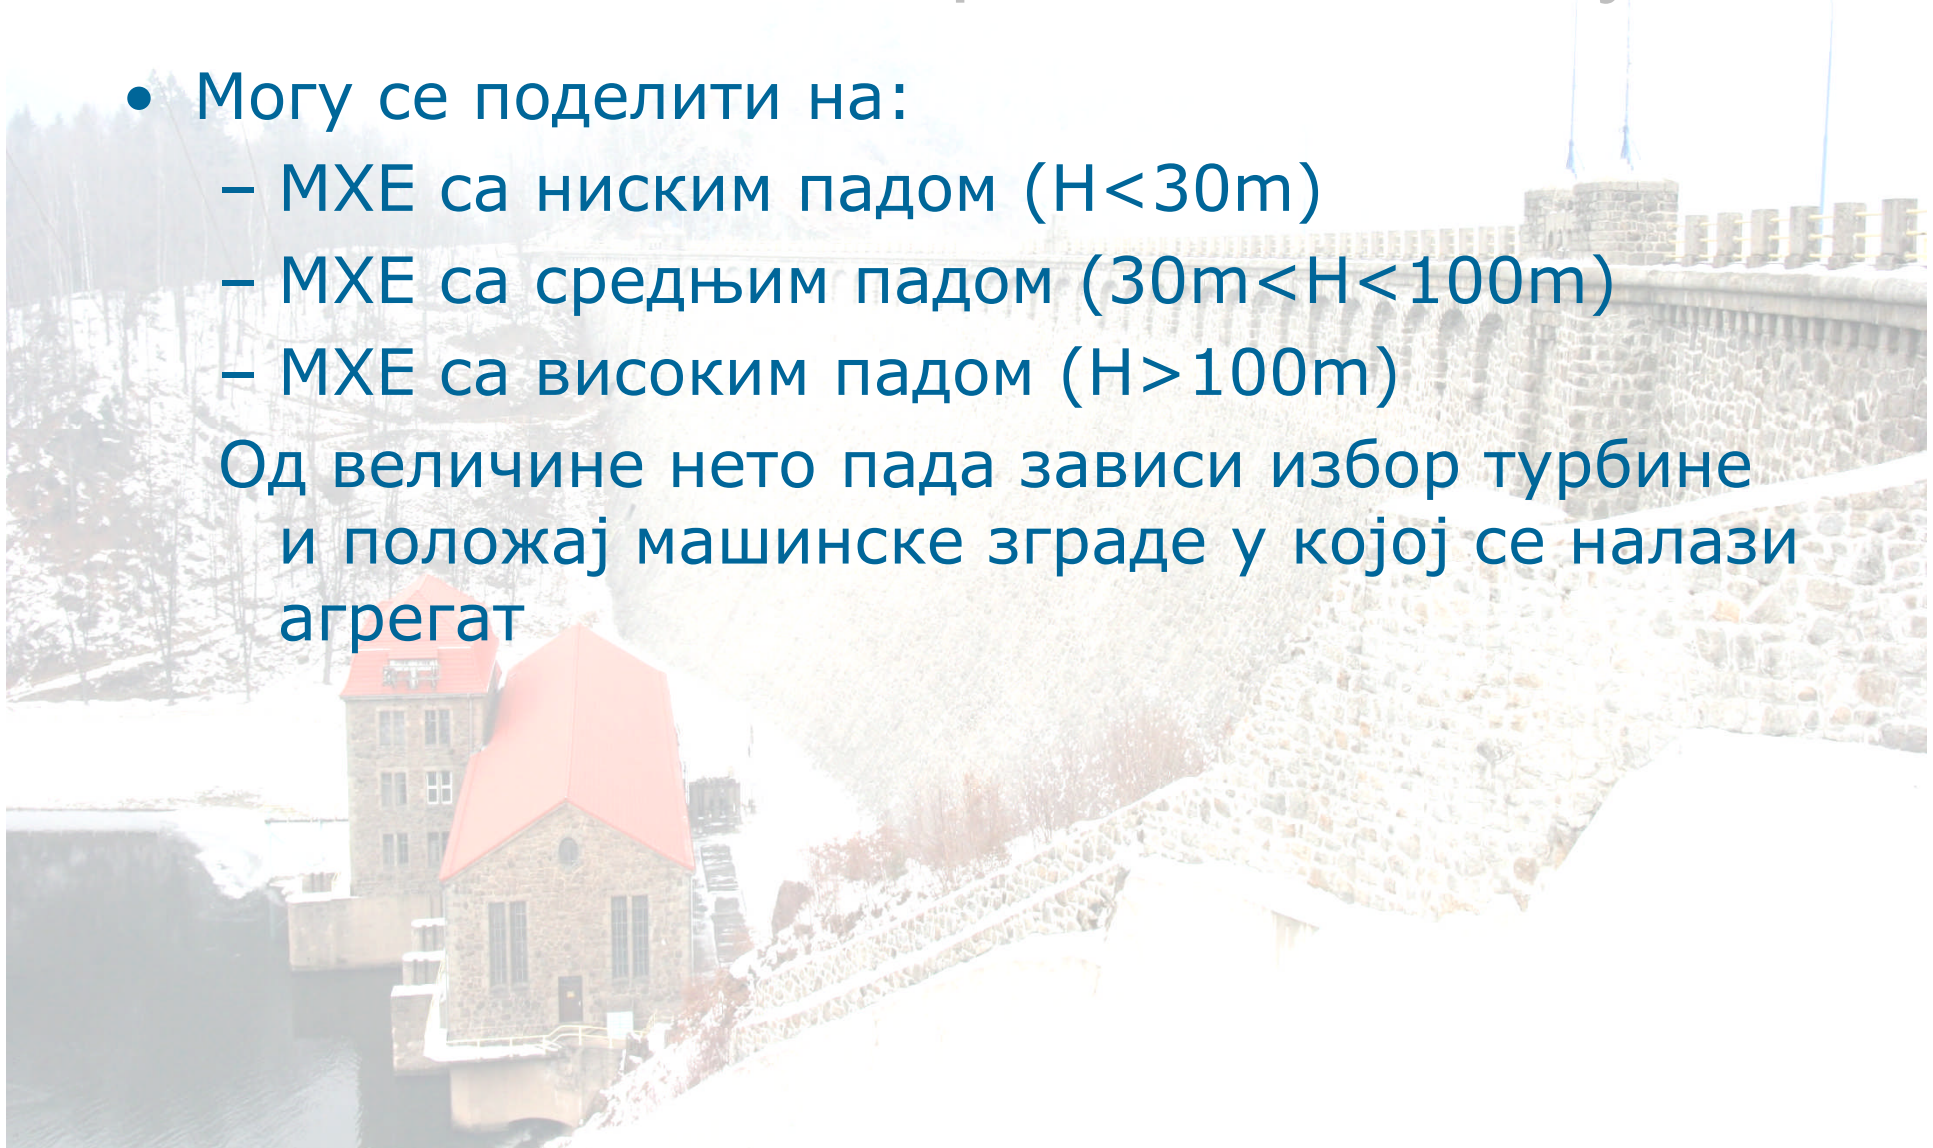 • Могу се поделити на:
– МХЕ са ниским падом (H<30m)
– МХЕ са средњим падом (30m<H<100m)
– МХЕ са високим падом (H>100m)
Од величине нето пада зависи избор турбине
и положај машинске зграде у којој се налази
агрегат